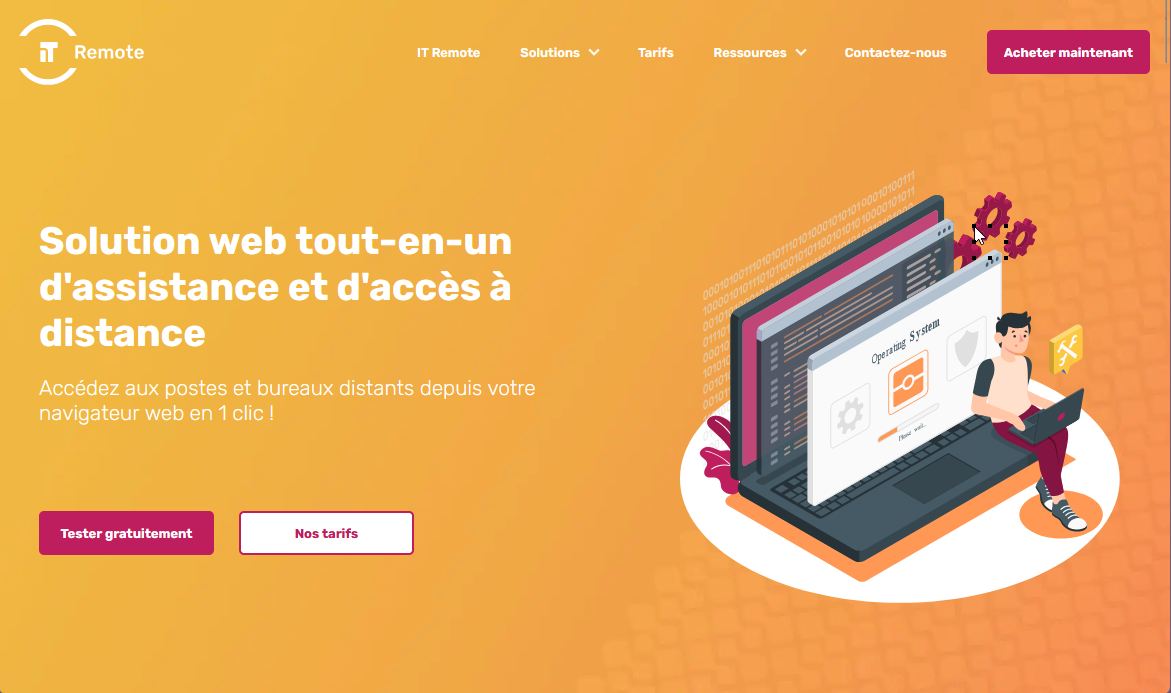 iT Remote
IT Remote
Solutions
Tarifs
Ressources
Contactez-nous
Acheter maintenant
Solution web tout-en-un
d'assistance et d'accès à
distance
Accédez aux postes et bureaux distants depuis votre
navigateur web en 1 clic !
Tester gratuitement
Nos tarifs
Operating System
Please wait...